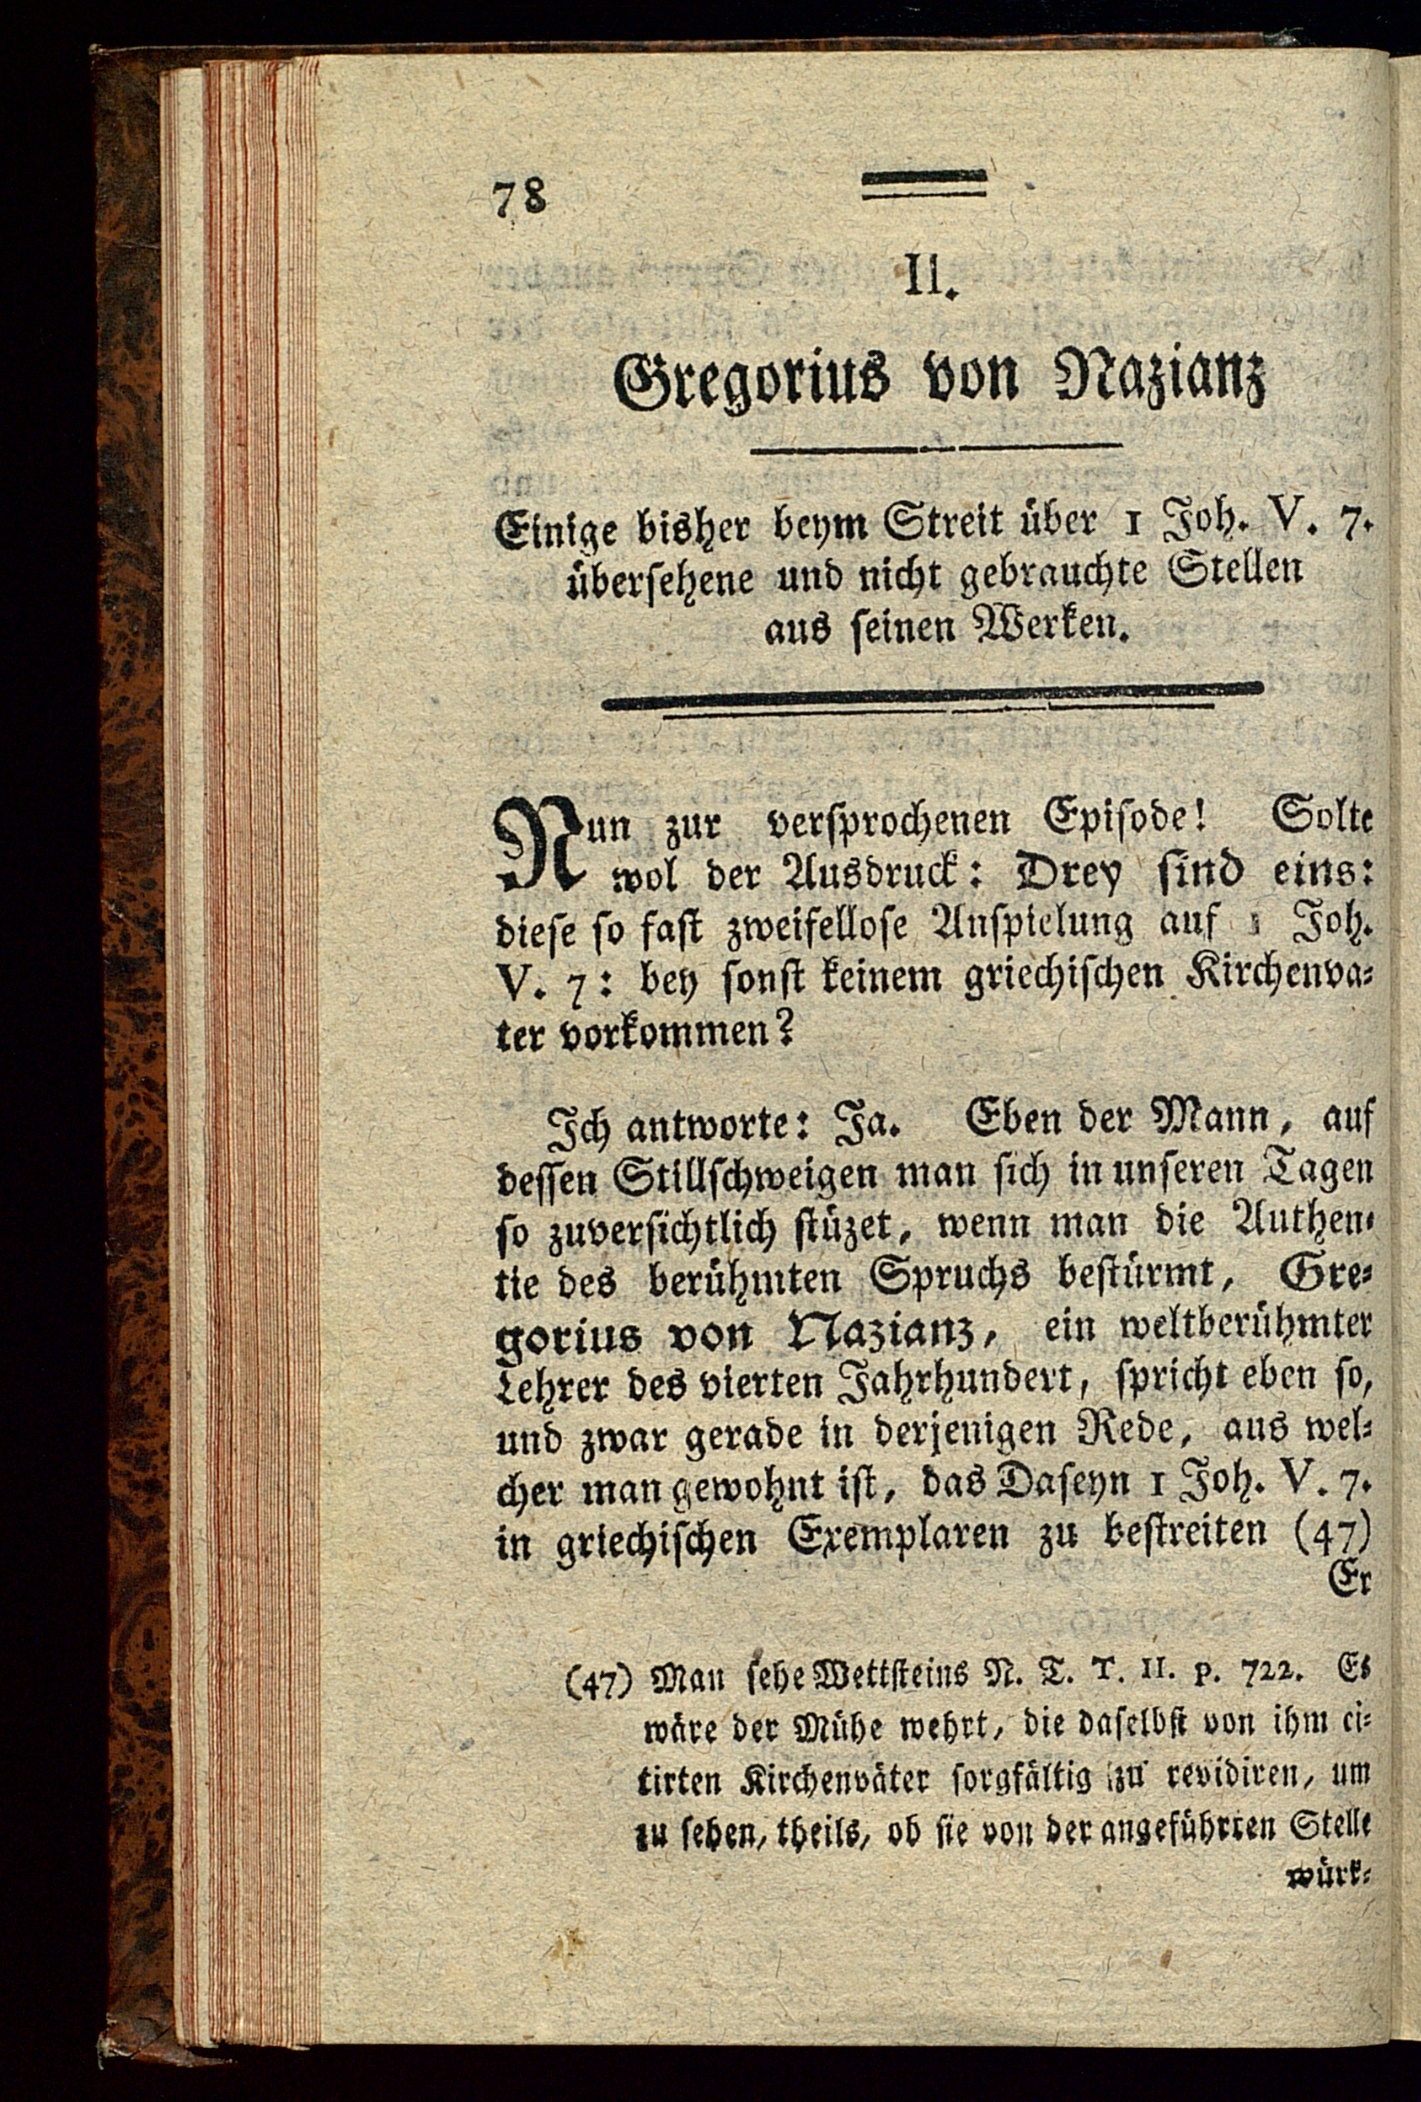 78
II.
Gregorius von Nazianz
Einige bisher beym Streit über 1 Joh. V. 7.
übersehene und nicht gebrauchte Stellen
aus seinen Werken.
Nun zur versprochenen Episode! Solte
wol der Ausdruck: Drey sind eins:
diese so fast zweifellose Anspielung auf 1 Joh.
V. 7: bey sonst keinem griechischen Kirchenva-
ter vorkommen?
Ich antworte: Ja. Eben der Mann, auf
dessen Stillschweigen man sich in unseren Tagen
so zuversichtlich stüzet, wenn man die Authen-
tie des berühmten Spruchs bestürmt, Gre-
gorius von Nazianz, ein weltberühmter
Lehrer des vierten Jahrhundert, spricht eben so,
und zwar gerade in derjenigen Rede, aus wel-
cher man gewohnt ist, das Daseyn 1 Joh. V. 7.
in griechischen Exemplaren zu bestreiten (47)
Er
(47) Man sehe Wettsteins N. T. T. II. p. 722. Es
wäre der Mühe wehrt, die daselbst von ihm ci-
tirten Kirchenväter sorgfältig zu revidiren, um
zu sehen, theils, ob sie von der angeführten Stelle
würk-